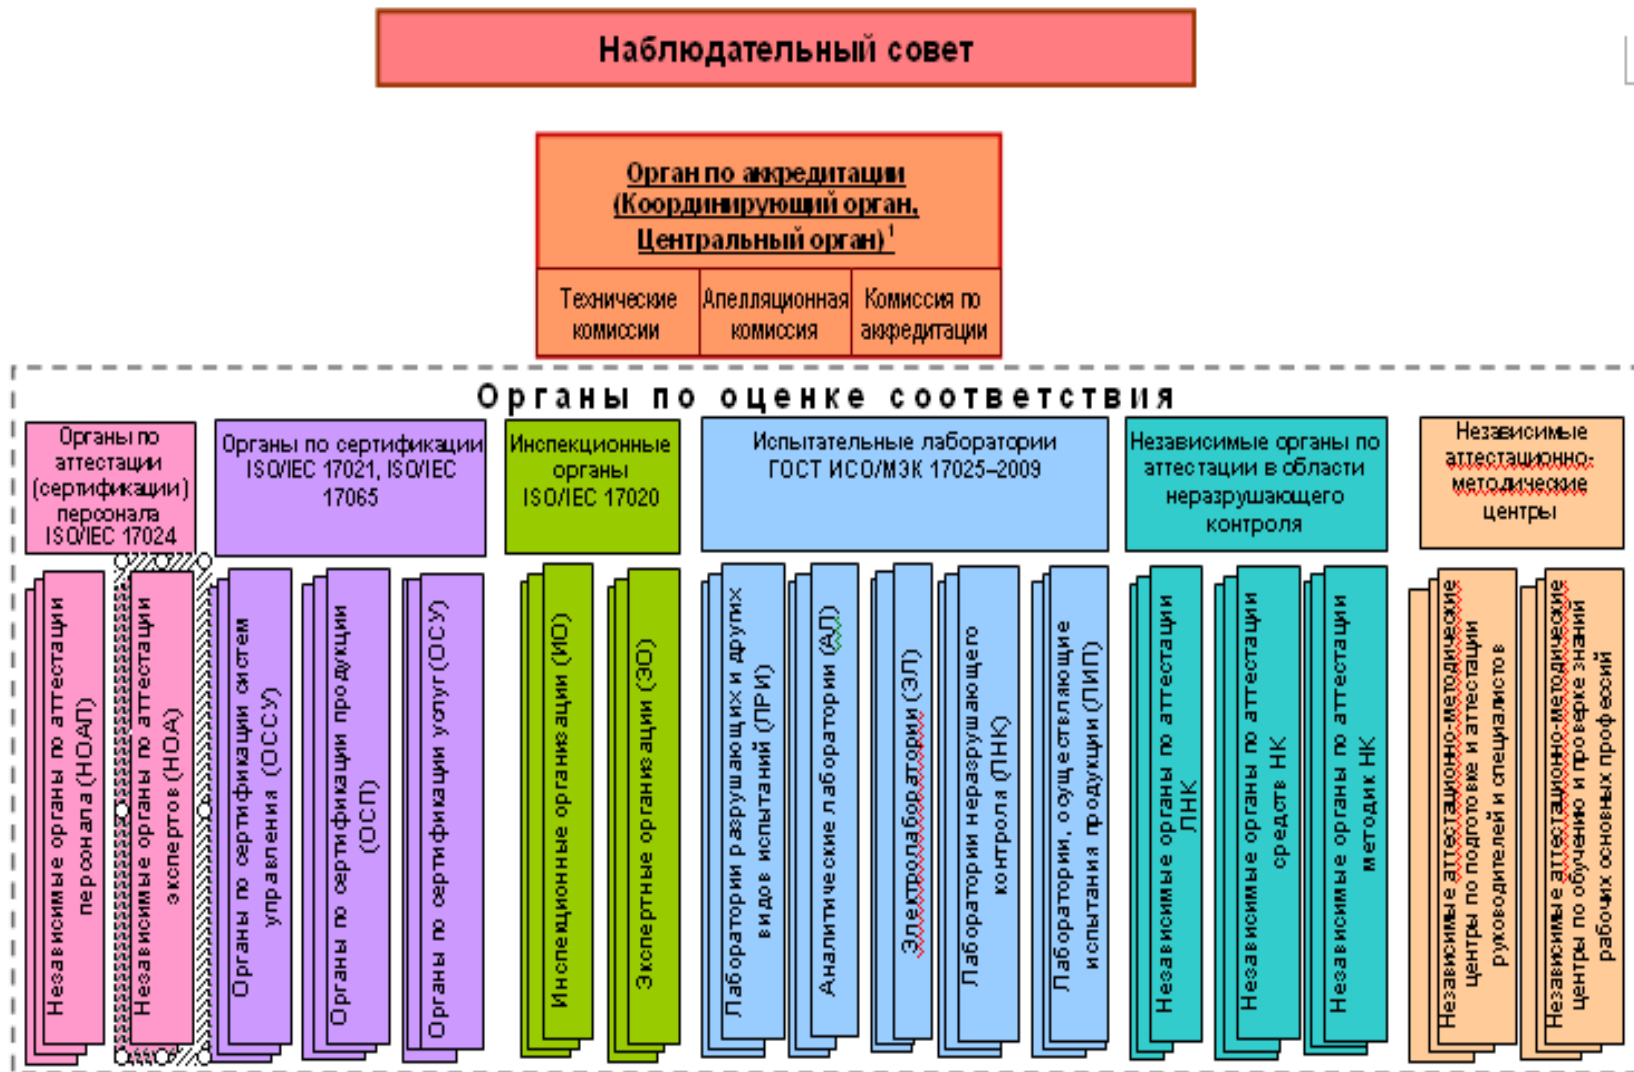 Наблюдательный совет
Орган по аккредитации
(Координирующий орган,
Центральный орган)¹
Технические
комиссии
Апелляционная
комиссия
Комиссия по
аккредитации
Органы по оценке соответствия
Органы по
аттестации
(сертификации)
персонала
ISO/IEC 17024
Органы по сертификации
ISO/IEC 17021, ISO/IEC
17065
Инспекционные
органы
ISO/IEC 17020
Испытательные лаборатории
ГОСТ ИСО/МЭК 17025–2009
Независимые органы по
аттестации в области
неразрушающего
контроля
Независимые
аттестационно-
методические
центры
Независимые органы по аттестации
персонала (НОАП)
Независимые органы по аттестации
экспертов (НОА)
Органы по сертификации систем
управления (ОССУ)
Органы по сертификации продукции
(ОСП)
Органы по сертификации услуг (ОСУ)
Инспекционные организации (ИО)
Экспертные организации (ЭО)
Лаборатории разрушающих и других
видов испытаний (ЛРИ)
Аналитические лаборатории (АЛ)
Электролаборатории (ЭЛ)
Лаборатории неразрушающего
контроля (ЛНК)
Лаборатории, осуществляющие
испытания продукции (ЛИП)
Независимые органы по аттестации
ЛНК
Независимые органы по аттестации
средств НК
Независимые органы по аттестации
методик НК
Независимые аттестационно-методические
центры по подготовке и аттестации
руководителей и специалистов
Независимые аттестационно-методические
центры по обучению и проверке знаний
рабочих основных профессий